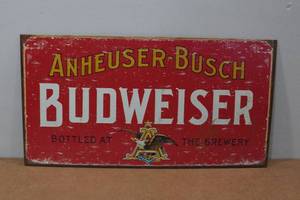 ANHEUSER-BUSCH
BUDWEISER
BOTTLED AT THE BREWERY